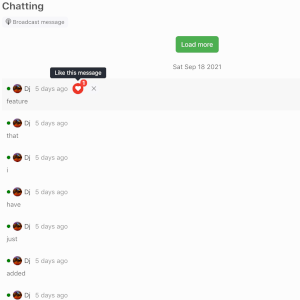 Chatting
Broadcast message
Load more
Sat Sep 18 2021
Like this message
Dj 5 days ago
feature
Dj 5 days ago
that
Dj 5 days ago
i
Dj 5 days ago
have
Dj 5 days ago
just
Dj 5 days ago
added
Dj 5 days ago